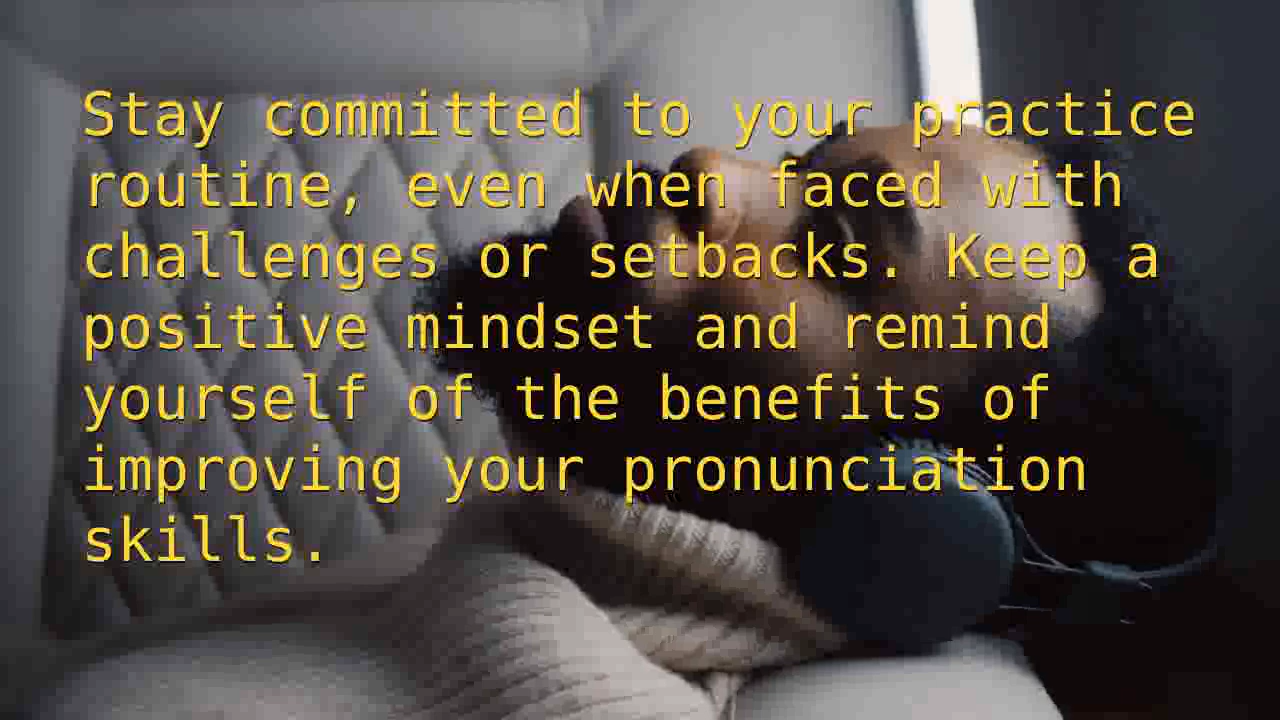 Stay committed to your practice
routine, even when faced with
challenges or setbacks. Keep a
positive mindset and remind
yourself of the benefits of
improving your pronunciation
skills.